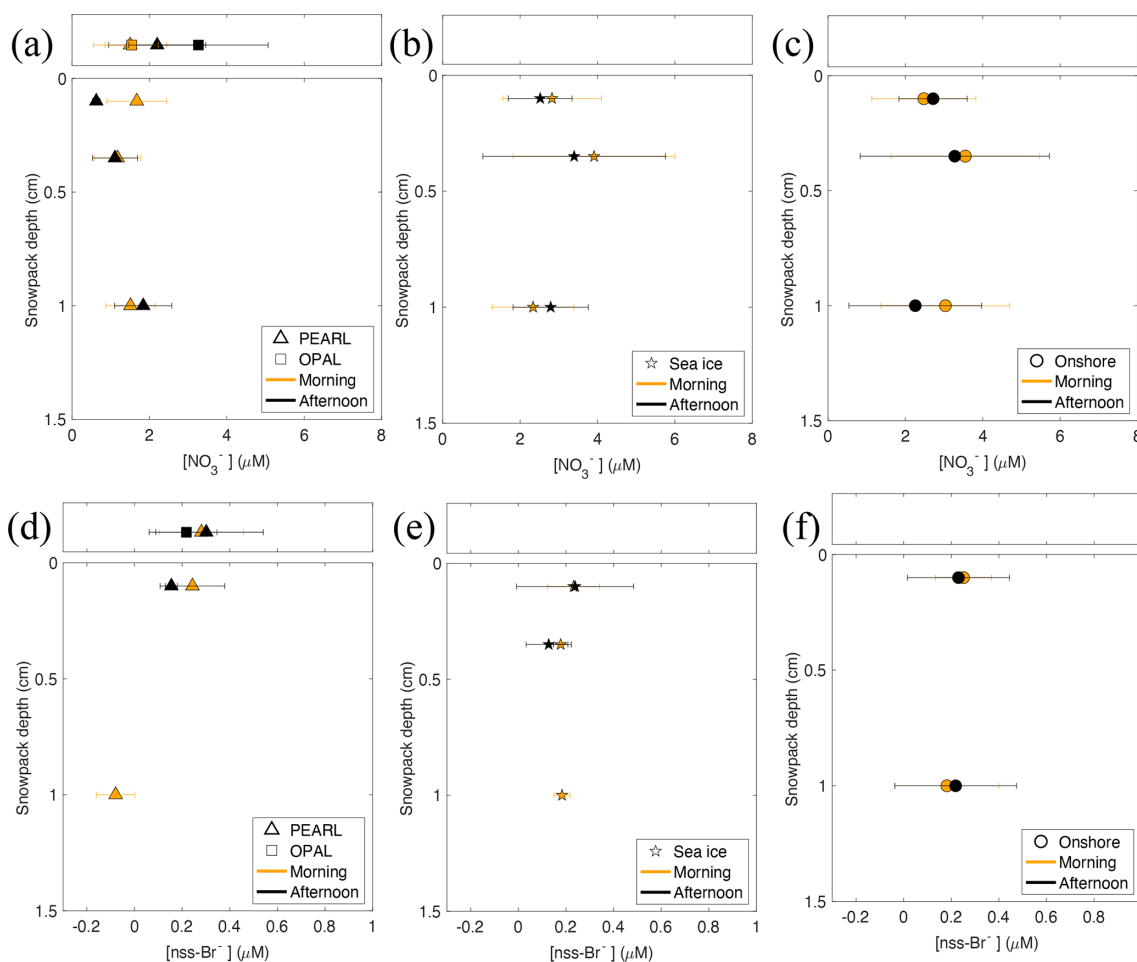 (a)
(b)
(c)
0
0.5
1
1.5
Snowpack depth (cm)
PEARL
OPAL
Morning
Afternoon
0 2 4 6 8
[NO₃⁻] (μM)
0
0.5
1
1.5
Snowpack depth (cm)
Sea ice
Morning
Afternoon
0 2 4 6 8
[NO₃⁻] (μM)
0
0.5
1
1.5
Snowpack depth (cm)
Onshore
Morning
Afternoon
0 2 4 6 8
[NO₃⁻] (μM)
(d)
(e)
(f)
0
0.5
1
1.5
Snowpack depth (cm)
PEARL
OPAL
Morning
Afternoon
-0.2 0 0.2 0.4 0.6 0.8 1
[nss-Br⁻] (μM)
0
0.5
1
1.5
Snowpack depth (cm)
Sea ice
Morning
Afternoon
-0.2 0 0.2 0.4 0.6 0.8 1
[nss-Br⁻] (μM)
0
0.5
1
1.5
Snowpack depth (cm)
Onshore
Morning
Afternoon
-0.2 0 0.2 0.4 0.6 0.8
[nss-Br⁻] (μM)